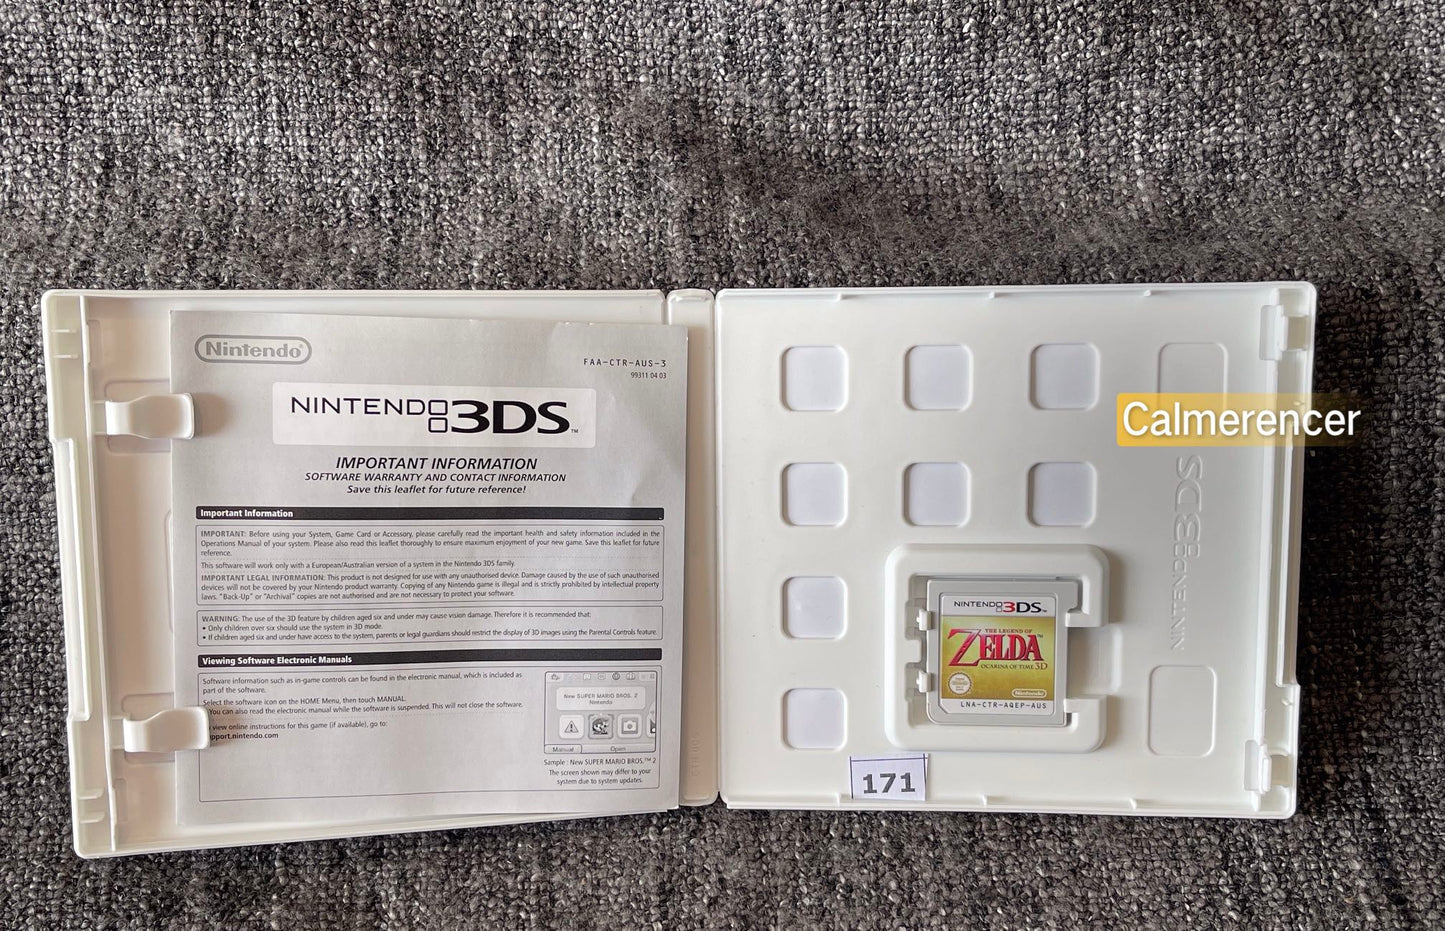 Nintendo®
FAA-CTR-AUS-3
99311 04 03
NINTENDO 3DS™
IMPORTANT INFORMATION
SOFTWARE WARRANTY AND CONTACT INFORMATION
Save this leaflet for future reference!
Important Information
IMPORTANT: Before using your System, Game Card or Accessory, please carefully read the important health and safety information included in the
Operations Manual of your system. Please also read this leaflet thoroughly to ensure maximum enjoyment of your new game. Save this leaflet for future
reference.
This software will work only with a European/Australian version of a system in the Nintendo 3DS family.
IMPORTANT LEGAL INFORMATION: This product is not designed for use with any unauthorised device. Damage caused by the use of such unauthorised
devices will not be covered by your Nintendo product warranty. Copying of any Nintendo game is illegal and is strictly prohibited by intellectual property
laws. "Back-Up" or "Archival" copies are not authorised and are not necessary to protect your software.
WARNING: The use of the 3D feature by children aged six and under may cause vision damage. Therefore it is recommended that:
• Only children over six should use the system in 3D mode.
• If children aged six and under have access to the system, parents or legal guardians should restrict the display of 3D images using the Parental Controls feature.
Viewing Software Electronic Manuals
Software information such as in-game controls can be found in the electronic manual, which is included as
part of the software.
Select the software icon on the HOME Menu, then touch MANUAL.
You can also read the electronic manual while the software is suspended. This will not close the software.
view online instructions for this game (if available), go to:
pport.nintendo.com
New SUPER MARIO BROS. 2
Nintendo
Manual Open
Sample : New SUPER MARIO BROS.™ 2
The screen shown may differ to your
system due to system updates.
Calmerencer
NINTENDO 3DS
NINTENDO 3DS™
THE LEGEND OF
ZELDA™
OCARINA OF TIME 3D
Nintendo
LNA-CTR-AQEP-AUS
171